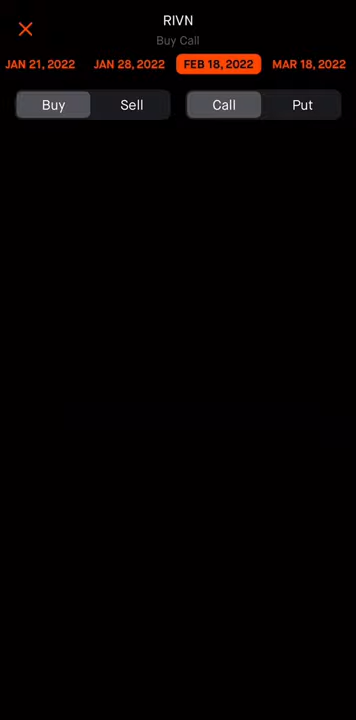 RIVN
Buy Call
JAN 21, 2022 JAN 28, 2022 FEB 18, 2022 MAR 18, 2022
Buy Sell Call Put